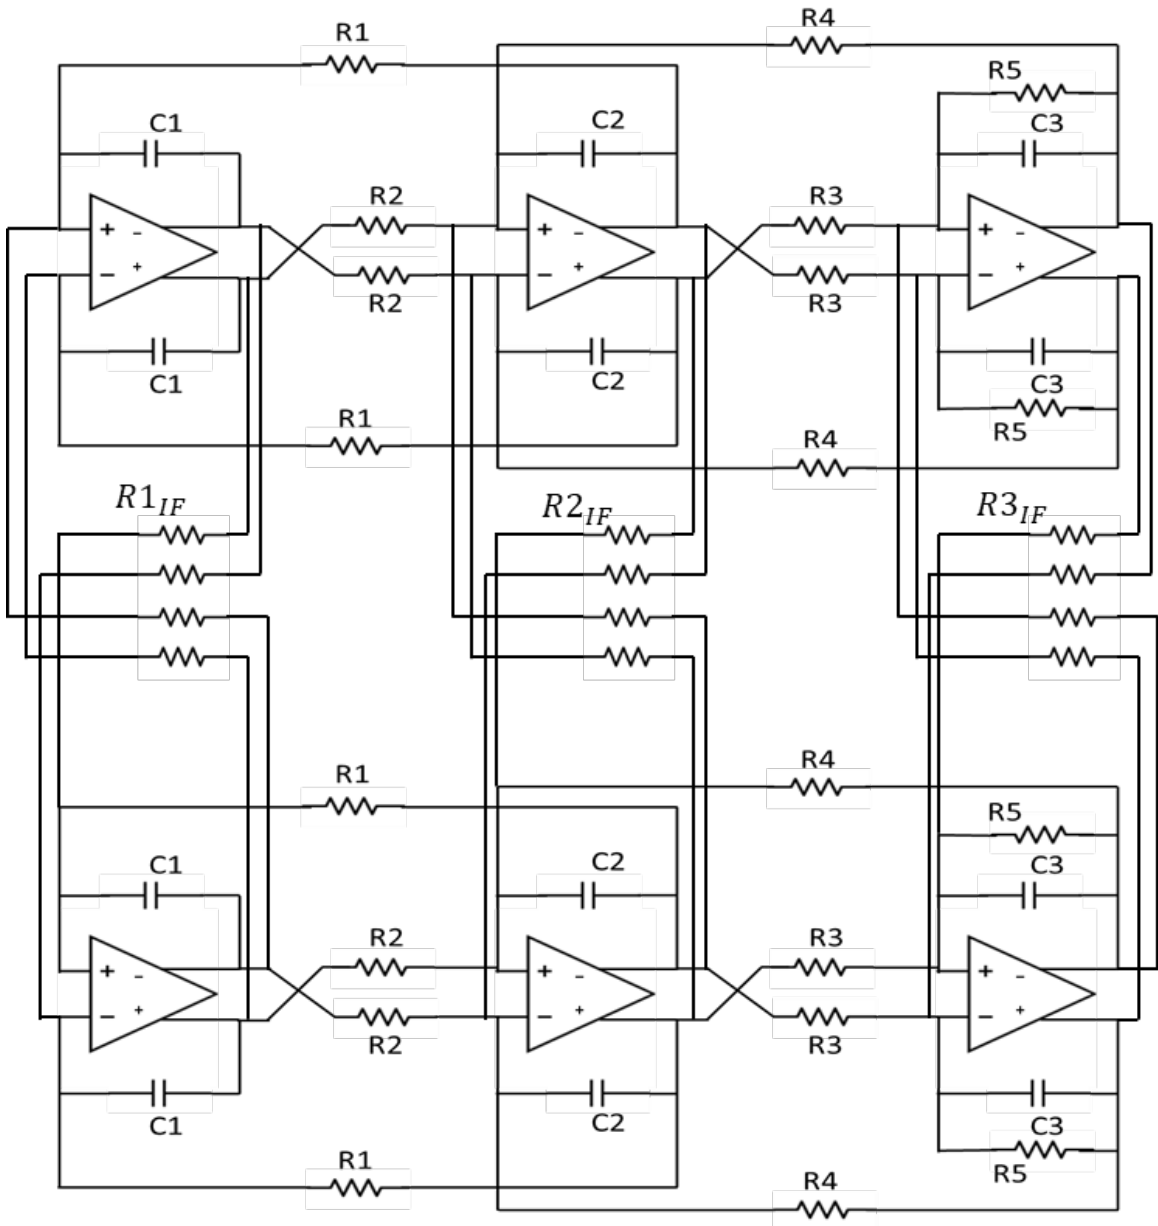 R4
R1
R5
C1
C2
C3
R2
R3
+ −
+ −
+ −
− +
− +
− +
R2
R3
C1
C2
C3
R1
R4
R5
R1IF
R2IF
R3IF
R4
R1
R5
C1
C2
C3
R2
R3
+ −
+ −
+ −
− +
− +
− +
R2
R3
C1
C2
C3
R1
R5
R4